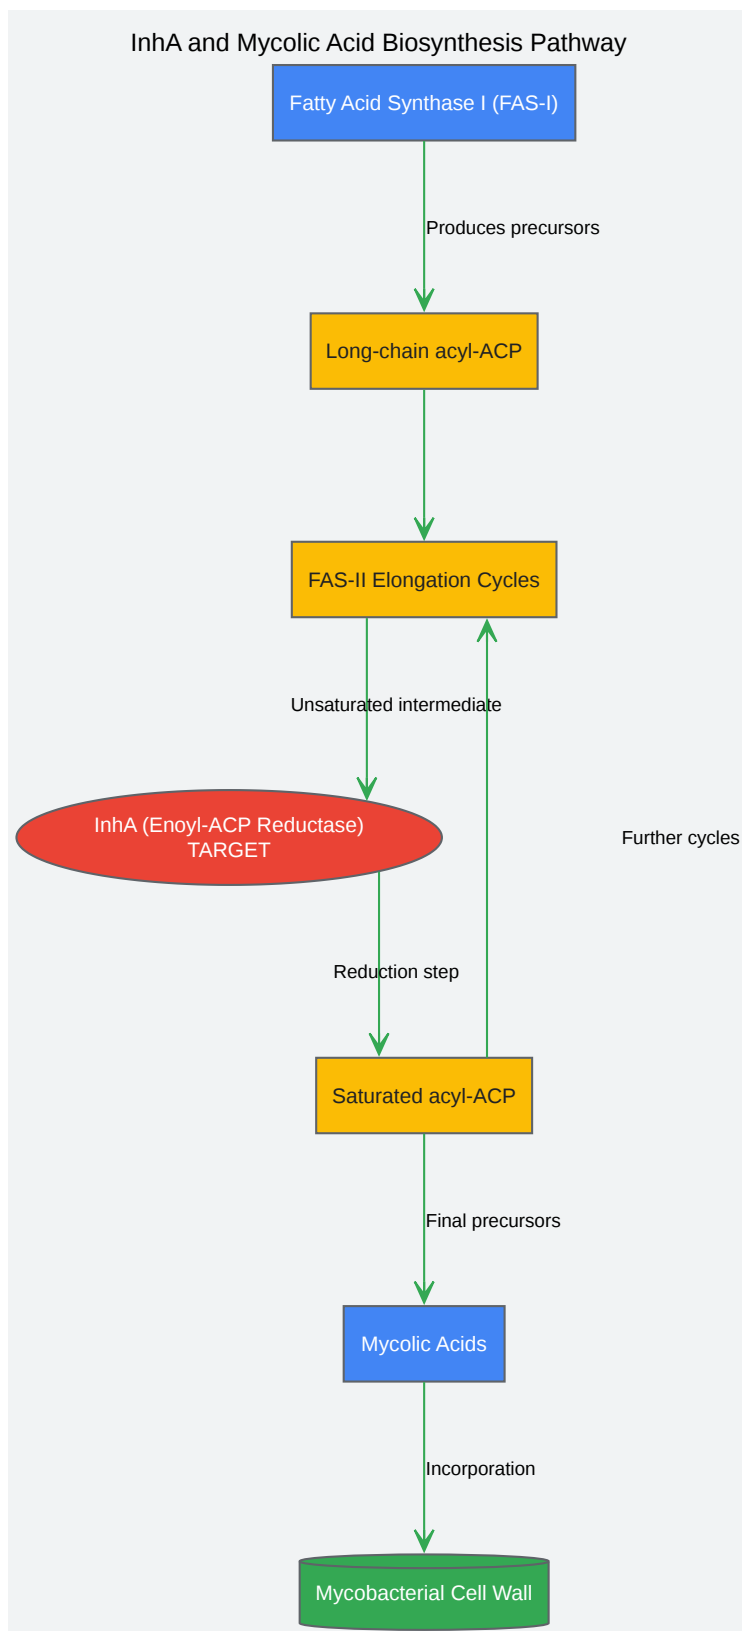 InhA and Mycolic Acid Biosynthesis Pathway
Fatty Acid Synthase I (FAS-I)
Produces precursors
Long-chain acyl-ACP
FAS-II Elongation Cycles
Unsaturated intermediate
InhA (Enoyl-ACP Reductase)
TARGET
Further cycles
Reduction step
Saturated acyl-ACP
Final precursors
Mycolic Acids
Incorporation
Mycobacterial Cell Wall